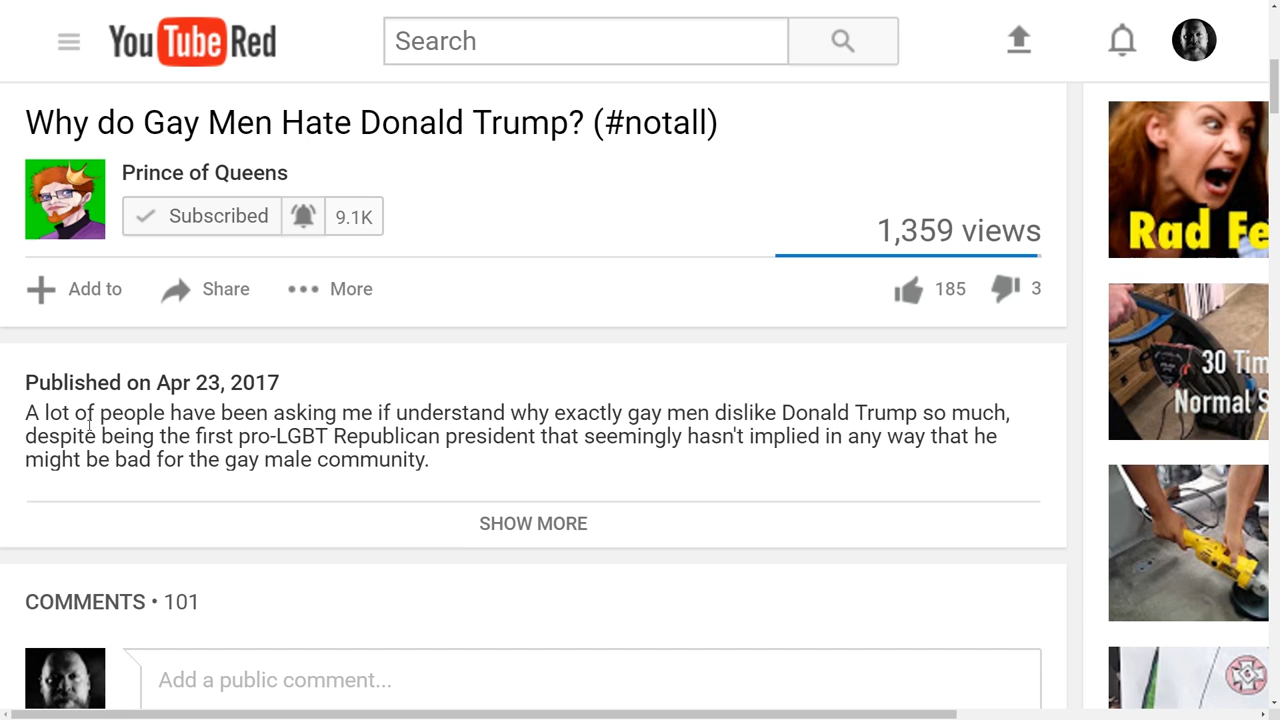 YouTube Red
Search
Why do Gay Men Hate Donald Trump? (#notall)
Prince of Queens
Subscribed 9.1K
1,359 views
Add to Share More 185 3
Published on Apr 23, 2017
A lot of people have been asking me if understand why exactly gay men dislike Donald Trump so much,
despite being the first pro-LGBT Republican president that seemingly hasn't implied in any way that he
might be bad for the gay male community.
SHOW MORE
COMMENTS • 101
Add a public comment...
Rad Fe
30 Tim
Normal S